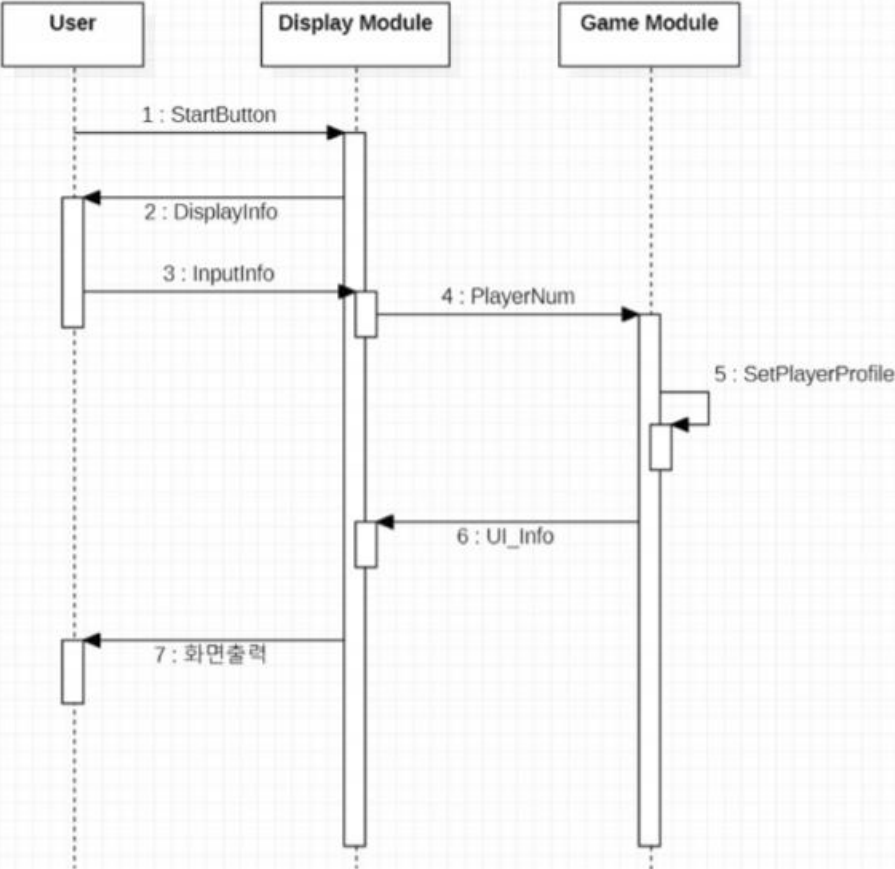 User
Display Module
Game Module
1 : StartButton
2 : DisplayInfo
3 : InputInfo
4 : PlayerNum
5 : SetPlayerProfile
6 : UI_Info
7 : 화면출력